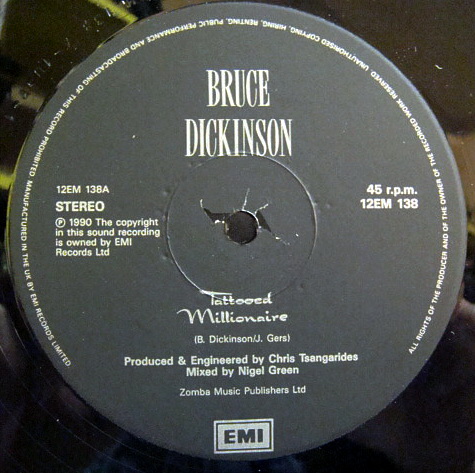 BRUCE
DICKINSON
12EM 138A
STEREO
℗ 1990 The copyright
in this sound recording
is owned by EMI
Records Ltd
45 r.p.m.
12EM 138
Tattooed
Millionaire
(B. Dickinson/J. Gers)
Produced & Engineered by Chris Tsangarides
Mixed by Nigel Green
Zomba Music Publishers Ltd
EMI
ALL RIGHTS OF THE PRODUCER AND OF THE OWNER OF THE RECORDED WORK RESERVED UNAUTHORISED COPYING, HIRING, RENTING, PUBLIC PERFORMANCE AND BROADCASTING OF THIS RECORD PROHIBITED MANUFACTURED IN THE UK BY EMI RECORDS LIMITED